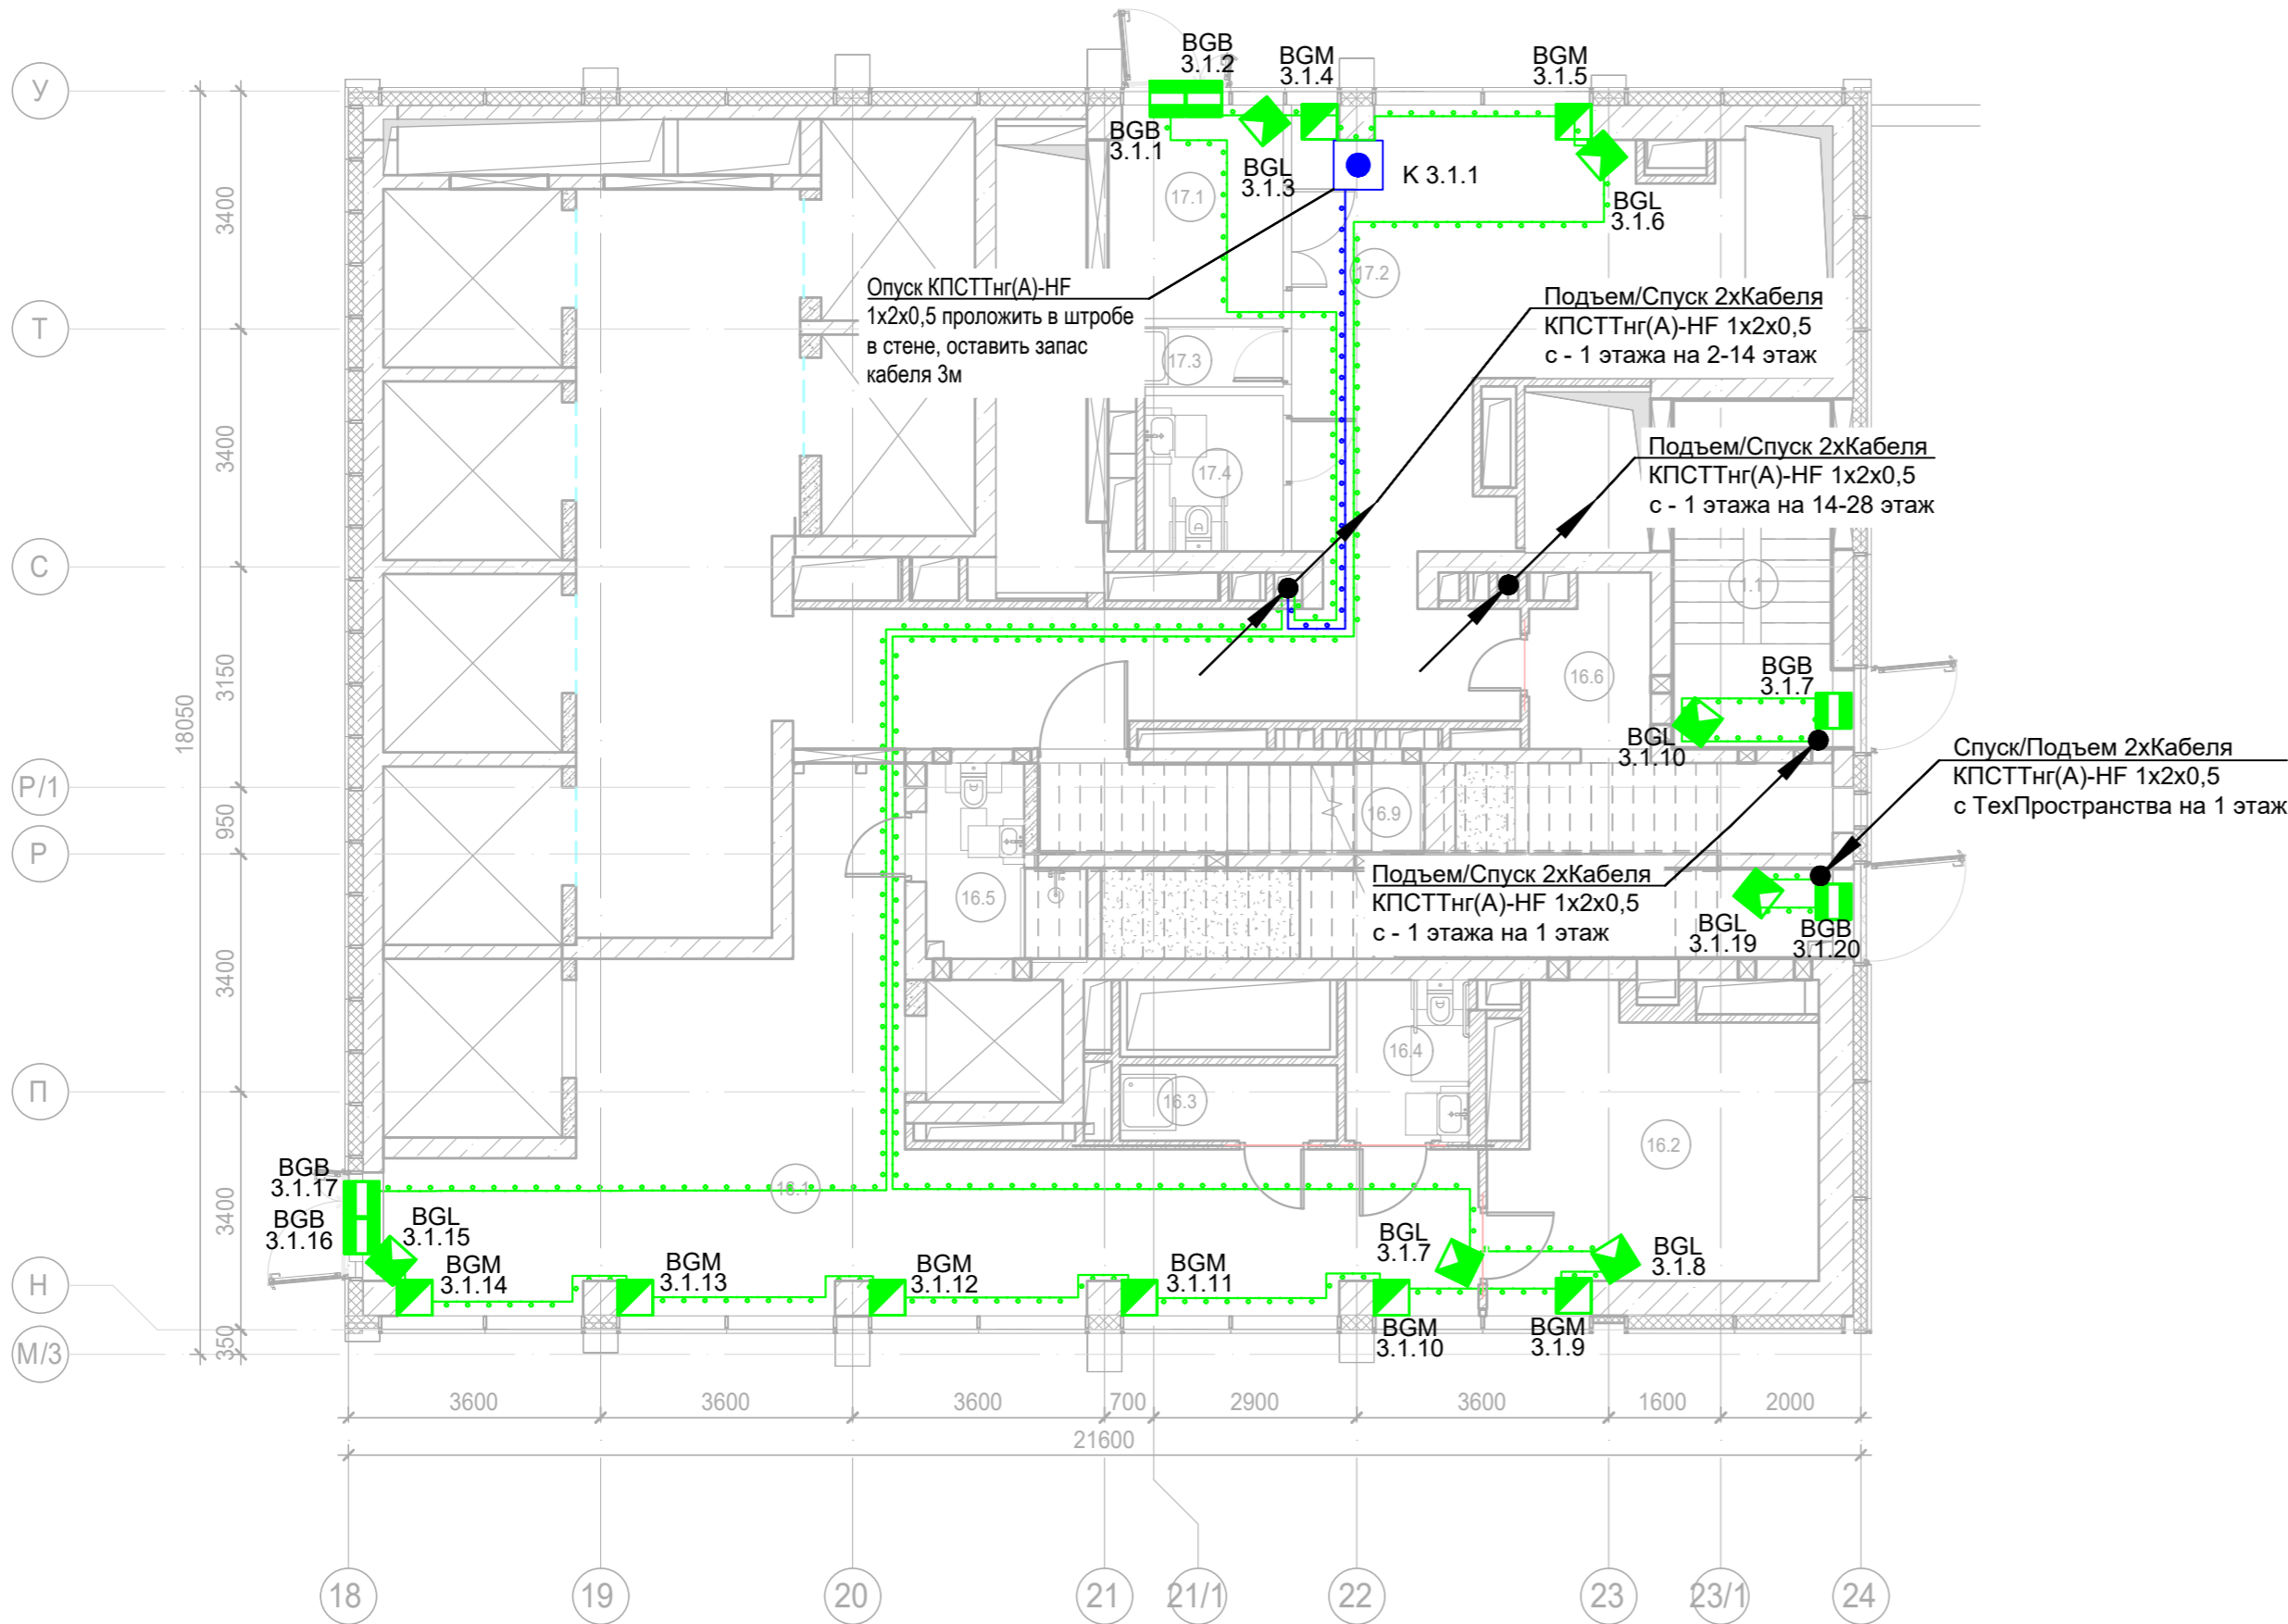 BGB
3.1.2
BGM
3.1.4
BGM
3.1.5
У
BGB
3.1.1
BGL
3.1.3
К 3.1.1
BGL
3.1.6
17.1
17.2
3400
Опуск КПСТТнг(А)-HF
1х2х0,5 проложить в штробе
в стене, оставить запас
кабеля 3м
Подъем/Спуск 2хКабеля
КПСТТнг(А)-HF 1х2х0,5
с - 1 этажа на 2-14 этаж
Т
17.3
3400
17.4
Подъем/Спуск 2хКабеля
КПСТТнг(А)-HF 1х2х0,5
с - 1 этажа на 14-28 этаж
С
1.1
3150
18050
16.6
BGB
3.1.7
BGL
3.1.10
Спуск/Подъем 2хКабеля
КПСТТнг(А)-HF 1х2х0,5
с ТехПространства на 1 этаж
Р/1
950
16.9
Р
Подъем/Спуск 2хКабеля
КПСТТнг(А)-HF 1х2х0,5
с - 1 этажа на 1 этаж
16.5
BGL
3.1.19
BGB
3.1.20
3400
16.4
П
16.3
16.2
BGB
3.1.17
16.1
3400
BGB
3.1.16
BGL
3.1.15
BGM
3.1.14
BGM
3.1.13
BGM
3.1.12
BGM
3.1.11
BGL
3.1.7
BGL
3.1.8
Н
350
BGM
3.1.10
BGM
3.1.9
М/3
3600
3600
3600
700
2900
3600
1600
2000
21600
18
19
20
21
21/1
22
23
23/1
24